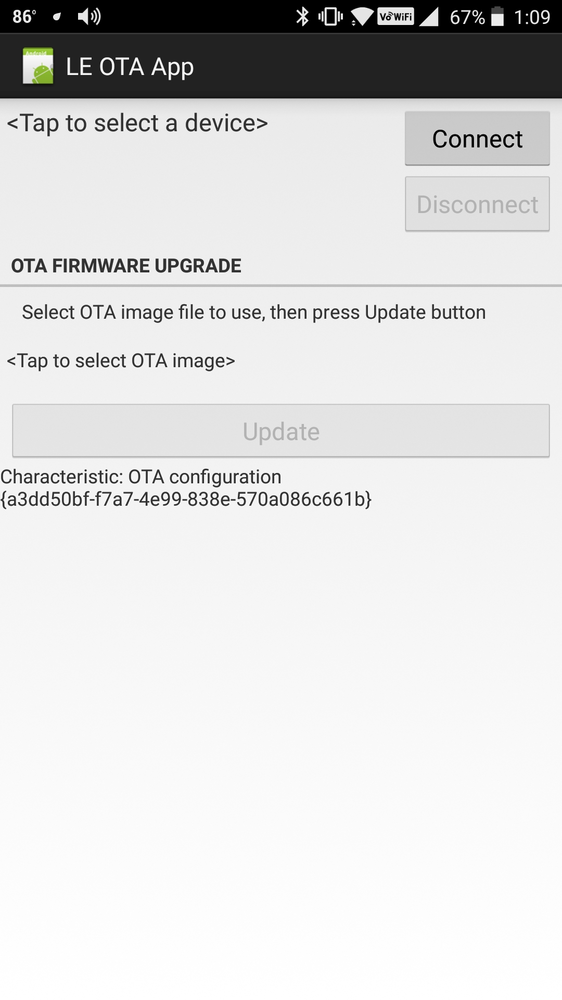 86° VoWiFi 67% 1:09
Android
LE OTA App
<Tap to select a device>
Connect
Disconnect
OTA FIRMWARE UPGRADE
Select OTA image file to use, then press Update button
<Tap to select OTA image>
Update
Characteristic: OTA configuration
{a3dd50bf-f7a7-4e99-838e-570a086c661b}